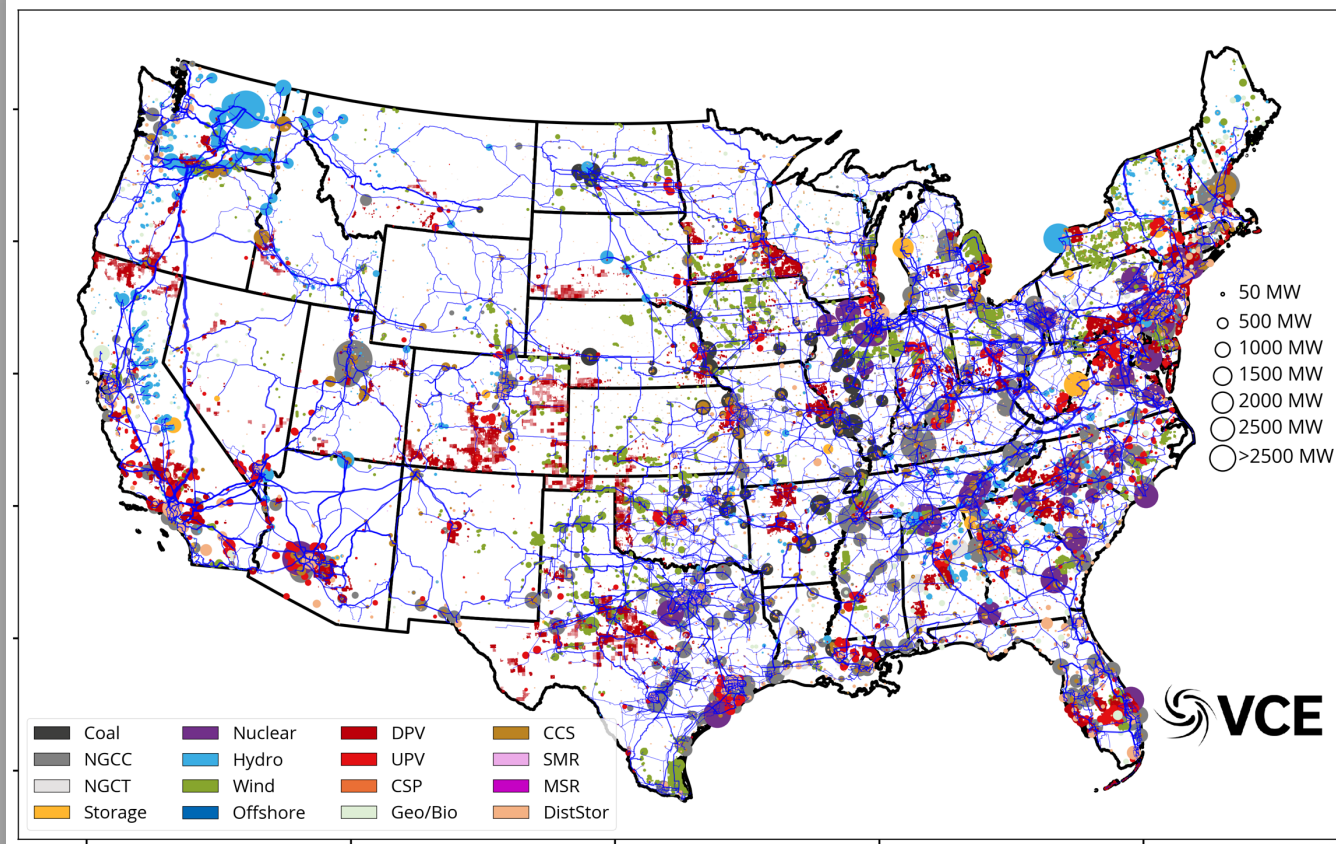 50 MW
500 MW
1000 MW
1500 MW
2000 MW
2500 MW
>2500 MW
VCE
Coal Nuclear DPV CCS
NGCC Hydro UPV SMR
NGCT Wind CSP MSR
Storage Offshore Geo/Bio DistStor